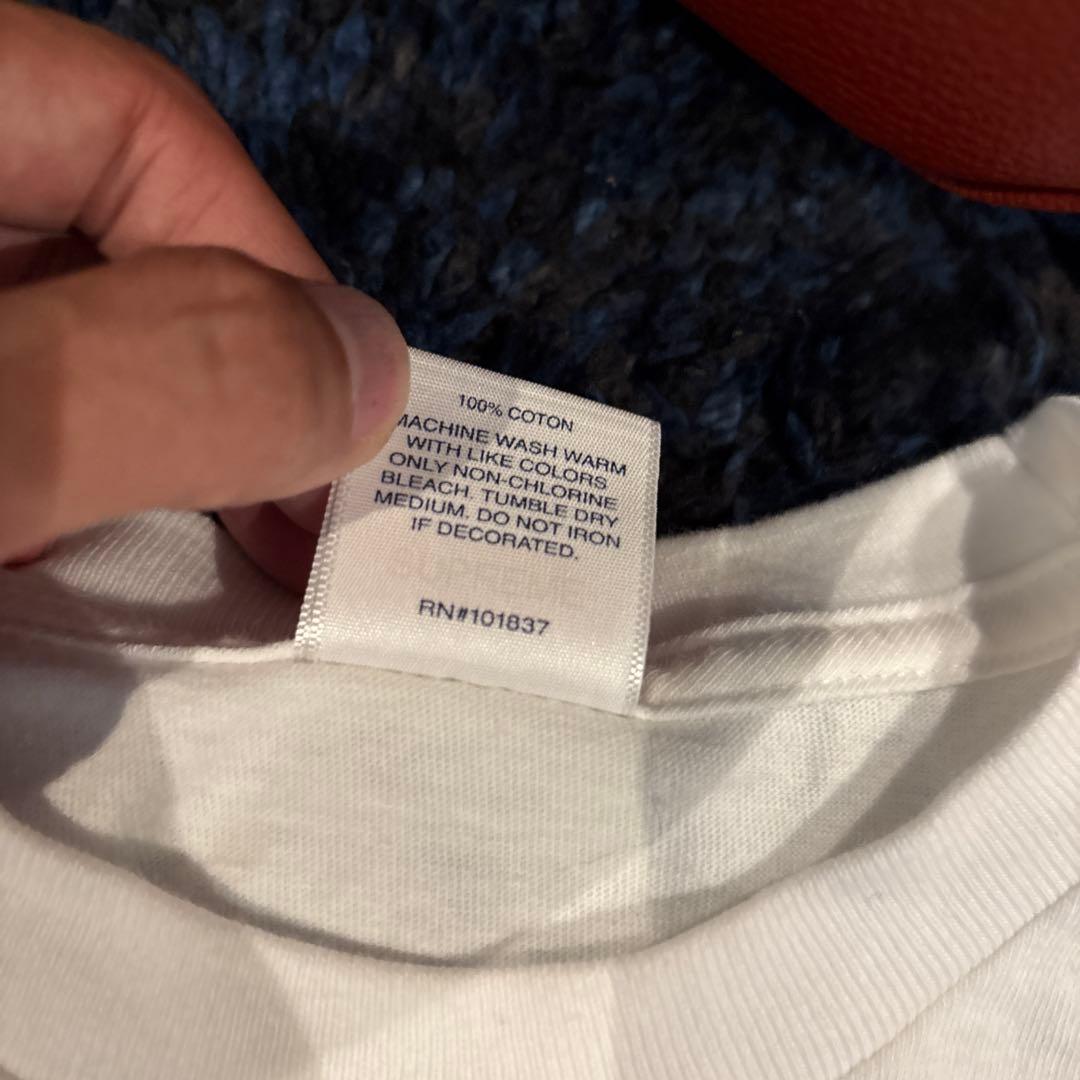 100% COTON
MACHINE WASH WARM
WITH LIKE COLORS
ONLY NON-CHLORINE
BLEACH. TUMBLE DRY
MEDIUM. DO NOT IRON
IF DECORATED.
RN#101837